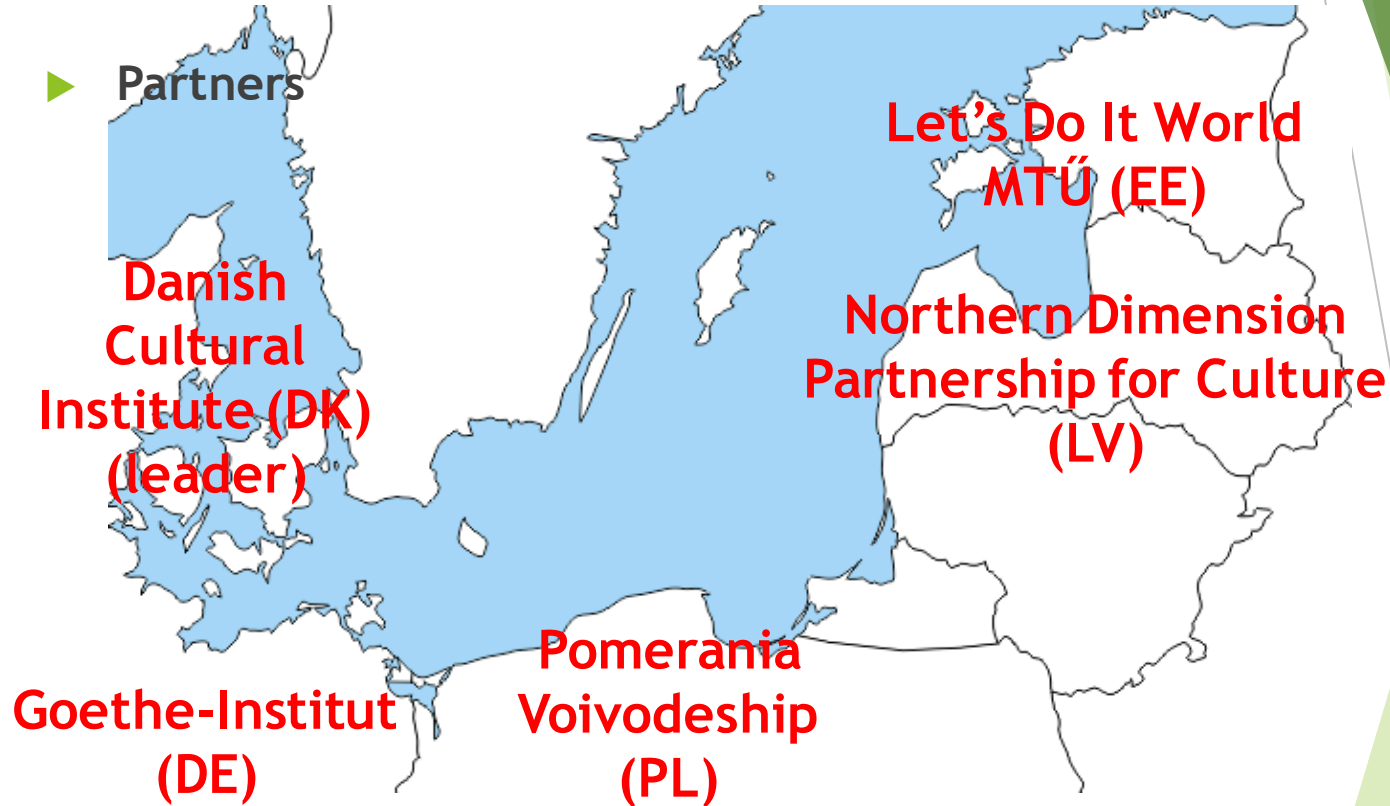 Partners
Let’s Do It World
MTŰ (EE)
Danish
Cultural
Institute (DK)
(leader)
Northern Dimension
Partnership for Culture
(LV)
Pomerania
Voivodeship
(PL)
Goethe-Institut
(DE)